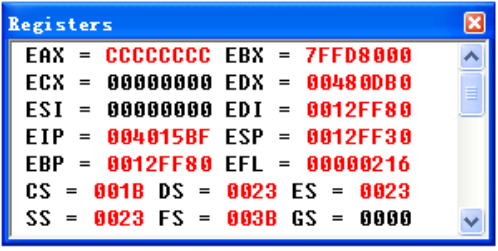 Registers
EAX = CCCCCCCC EBX = 7FFD8000
ECX = 00000000 EDX = 00480DB0
ESI = 00000000 EDI = 0012FF80
EIP = 004015BF ESP = 0012FF30
EBP = 0012FF80 EFL = 00000216
CS = 001B DS = 0023 ES = 0023
SS = 0023 FS = 003B GS = 0000